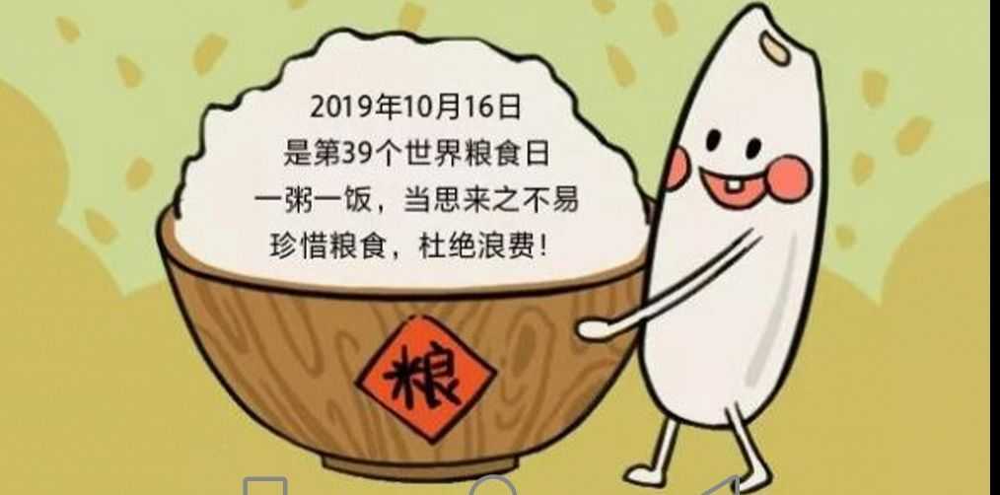 2019年10月16日
是第39个世界粮食日
一粥一饭，当思来之不易
珍惜粮食，杜绝浪费！
粮